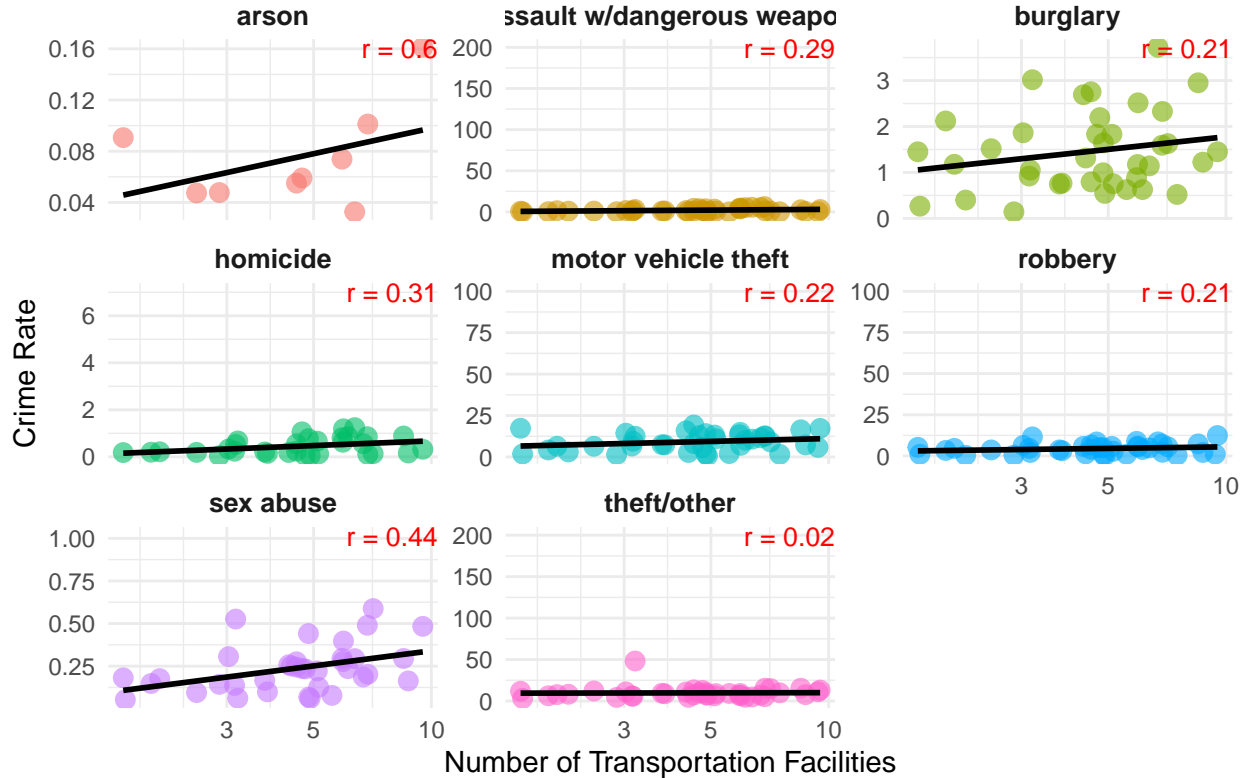 arson
ssault w/dangerous weapo
burglary
r = 0.6
r = 0.29
r = 0.21
0.16
0.12
0.08
0.04
200
150
100
50
0
3
2
1
0
homicide
motor vehicle theft
robbery
r = 0.31
r = 0.22
r = 0.21
6
4
2
0
100
75
50
25
0
100
75
50
25
0
3 5 10
sex abuse
theft/other
r = 0.44
r = 0.02
1.00
0.75
0.50
0.25
200
150
100
50
0
3 5 10
3 5 10
Crime Rate
Number of Transportation Facilities